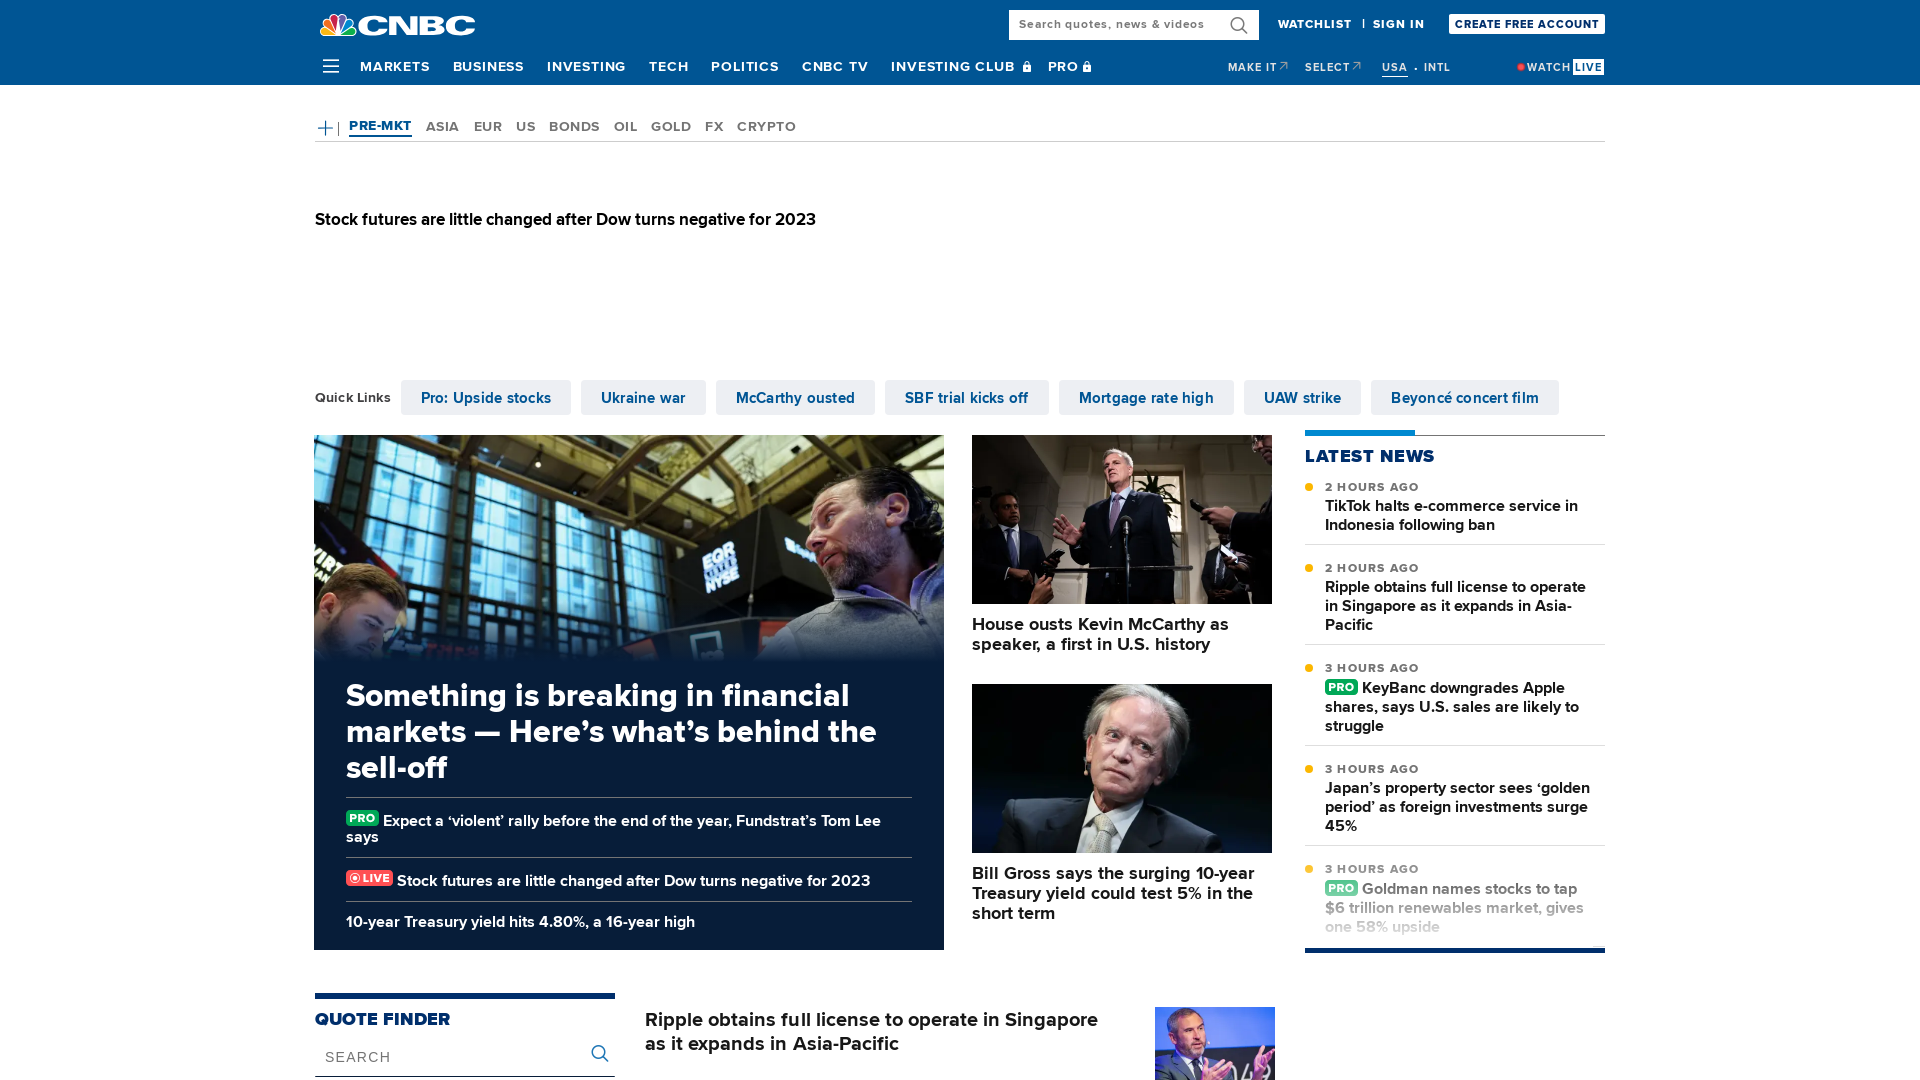 CNBC
Search quotes, news & videos
WATCHLIST
SIGN IN
CREATE FREE ACCOUNT
MARKETS
BUSINESS
INVESTING
TECH
POLITICS
CNBC TV
INVESTING CLUB
PRO
MAKE IT
SELECT
USA
• INTL
WATCH LIVE
PRE-MKT
ASIA
EUR
US
BONDS
OIL
GOLD
FX
CRYPTO
Stock futures are little changed after Dow turns negative for 2023
Quick Links
Pro: Upside stocks
Ukraine war
McCarthy ousted
SBF trial kicks off
Mortgage rate high
UAW strike
Beyoncé concert film
EQR
NYSE
Something is breaking in financial
markets — Here’s what’s behind the
sell-off
PRO Expect a ‘violent’ rally before the end of the year, Fundstrat’s Tom Lee
says
LIVE Stock futures are little changed after Dow turns negative for 2023
10-year Treasury yield hits 4.80%, a 16-year high
House ousts Kevin McCarthy as
speaker, a first in U.S. history
Bill Gross says the surging 10-year
Treasury yield could test 5% in the
short term
LATEST NEWS
2 HOURS AGO
TikTok halts e-commerce service in
Indonesia following ban
2 HOURS AGO
Ripple obtains full license to operate
in Singapore as it expands in Asia-
Pacific
3 HOURS AGO
PRO KeyBanc downgrades Apple
shares, says U.S. sales are likely to
struggle
3 HOURS AGO
Japan’s property sector sees ‘golden
period’ as foreign investments surge
45%
3 HOURS AGO
PRO Goldman names stocks to tap
$6 trillion renewables market, gives
one 58% upside
QUOTE FINDER
SEARCH
Ripple obtains full license to operate in Singapore
as it expands in Asia-Pacific